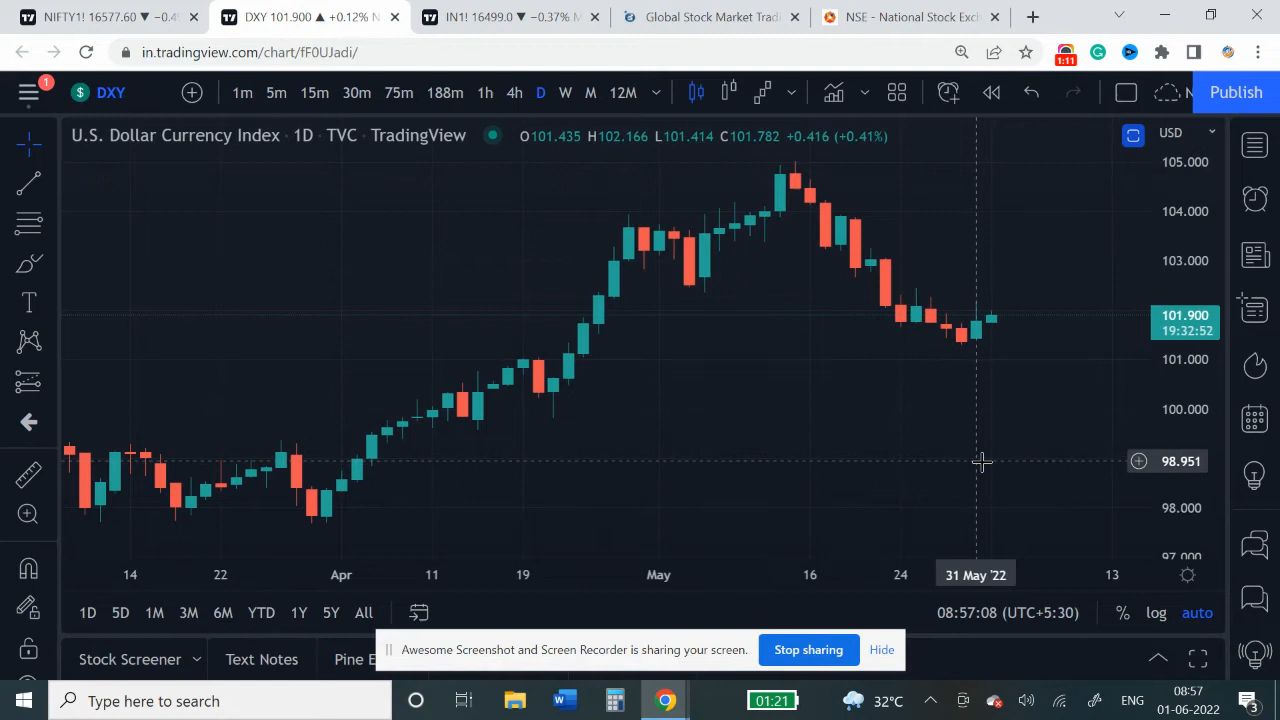 NIFTY1! 16577.00 ▼ −0.4
DXY 101.900 ▲ +0.12% N
IN1! 16499.0 ▼ −0.37% N
Global Stock Market Tradi
NSE - National Stock Exch
in.tradingview.com/chart/fF0UJadi/
1:11
1
DXY
1m 5m 15m 30m 75m 188m 1h 4h D W M 12M
Publish
U.S. Dollar Currency Index · 1D · TVC · TradingView
O101.435 H102.166 L101.414 C101.782 +0.416 (+0.41%)
USD
105.000
104.000
103.000
101.900
19:32:52
101.000
100.000
98.951
98.000
97.000
14 22 Apr 11 19 May 16 24 31 May '22 13
1D 5D 1M 3M 6M YTD 1Y 5Y All
08:57:08 (UTC+5:30)
% log auto
Stock Screener
Text Notes
Pine E
Awesome Screenshot and Screen Recorder is sharing your screen.
Stop sharing
Hide
Type here to search
01:21
32°C
ENG
08:57
01-06-2022
3